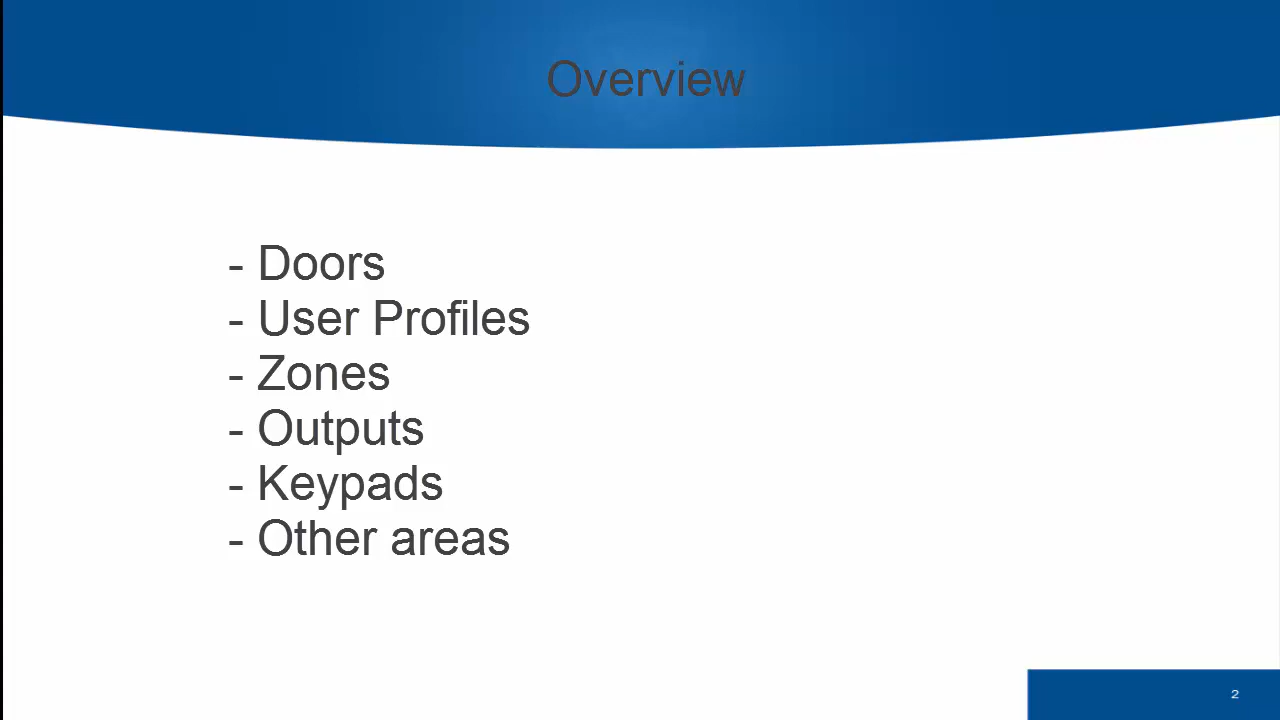 Overview
- Doors
- User Profiles
- Zones
- Outputs
- Keypads
- Other areas
2